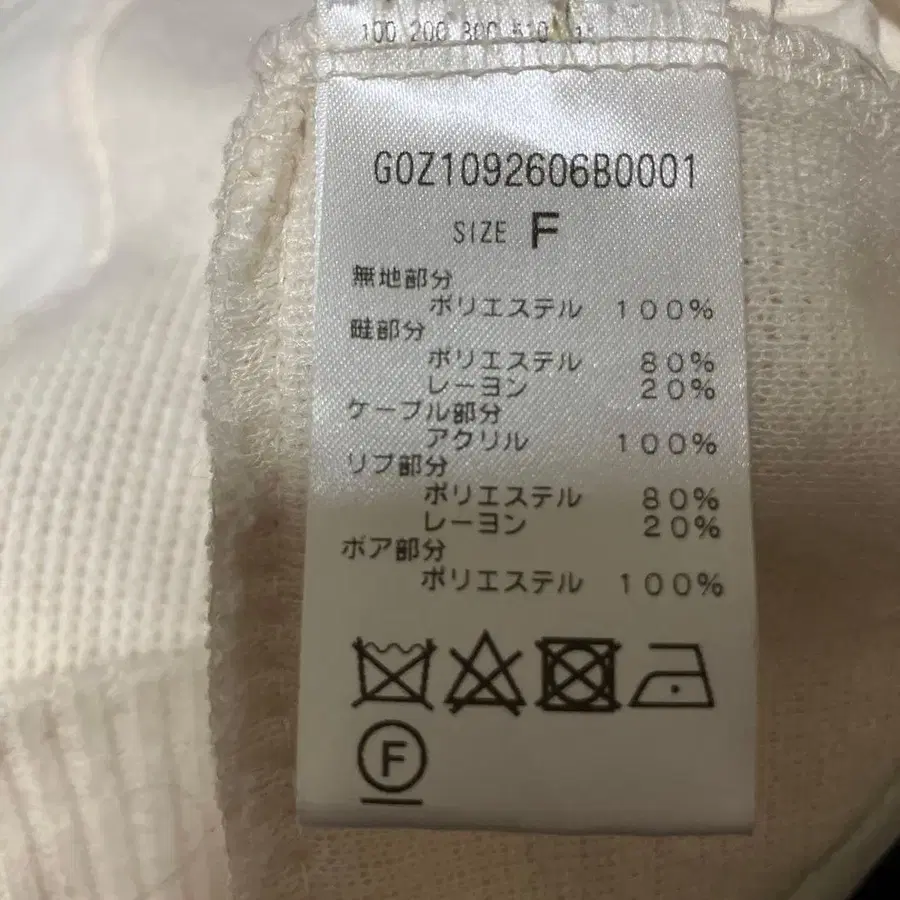 100 200
G0Z1092606B0001
SIZE F
無地部分
ポリエステル 100%
畦部分
ポリエステル 80%
レーヨン 20%
ケーブル部分
アクリル 100%
リブ部分
ポリエステル 80%
レーヨン 20%
ボア部分
ポリエステル 100%
F